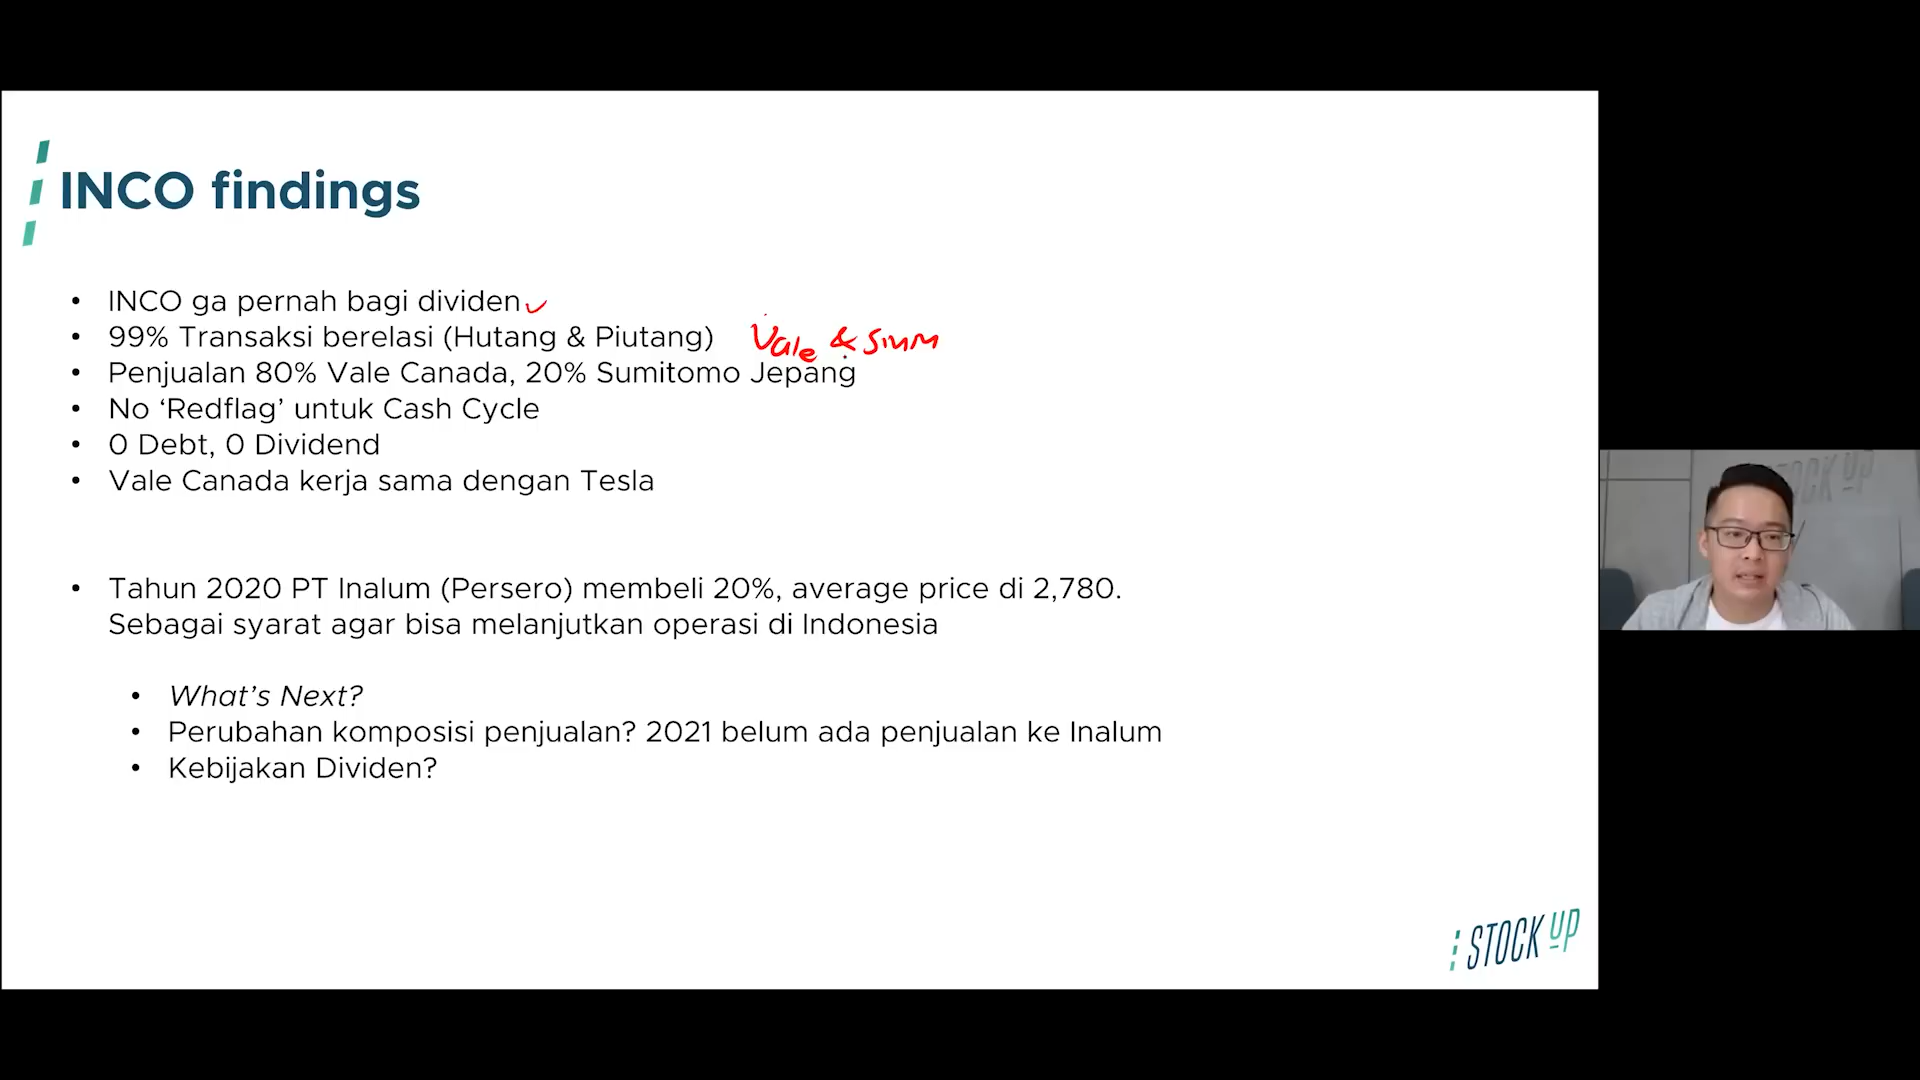 INCO findings
• INCO ga pernah bagi dividen ✓
• 99% Transaksi berelasi (Hutang & Piutang) Vale & SMM
• Penjualan 80% Vale Canada, 20% Sumitomo Jepang
• No ‘Redflag’ untuk Cash Cycle
• 0 Debt, 0 Dividend
• Vale Canada kerja sama dengan Tesla
• Tahun 2020 PT Inalum (Persero) membeli 20%, average price di 2,780.
Sebagai syarat agar bisa melanjutkan operasi di Indonesia
• What’s Next?
• Perubahan komposisi penjualan? 2021 belum ada penjualan ke Inalum
• Kebijakan Dividen?
STOCK UP
STOCK UP